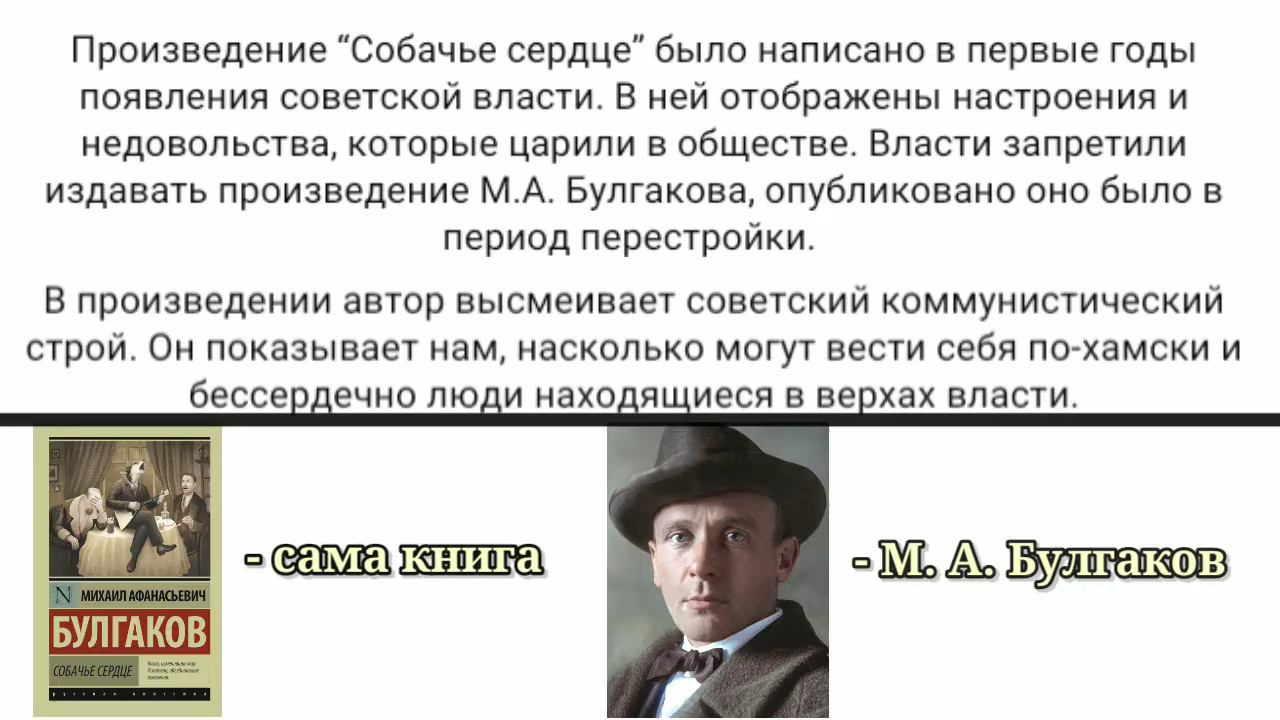 Произведение “Собачье сердце” было написано в первые годы
появления советской власти. В ней отображены настроения и
недовольства, которые царили в обществе. Власти запретили
издавать произведение М.А. Булгакова, опубликовано оно было в
период перестройки.
В произведении автор высмеивает советский коммунистический
строй. Он показывает нам, насколько могут вести себя по-хамски и
бессердечно люди находящиеся в верхах власти.
- сама книга
- М. А. Булгаков
N МИХАИЛ АФАНАСЬЕВИЧ
БУЛГАКОВ
СОБАЧЬЕ СЕРДЦЕ
русская классика